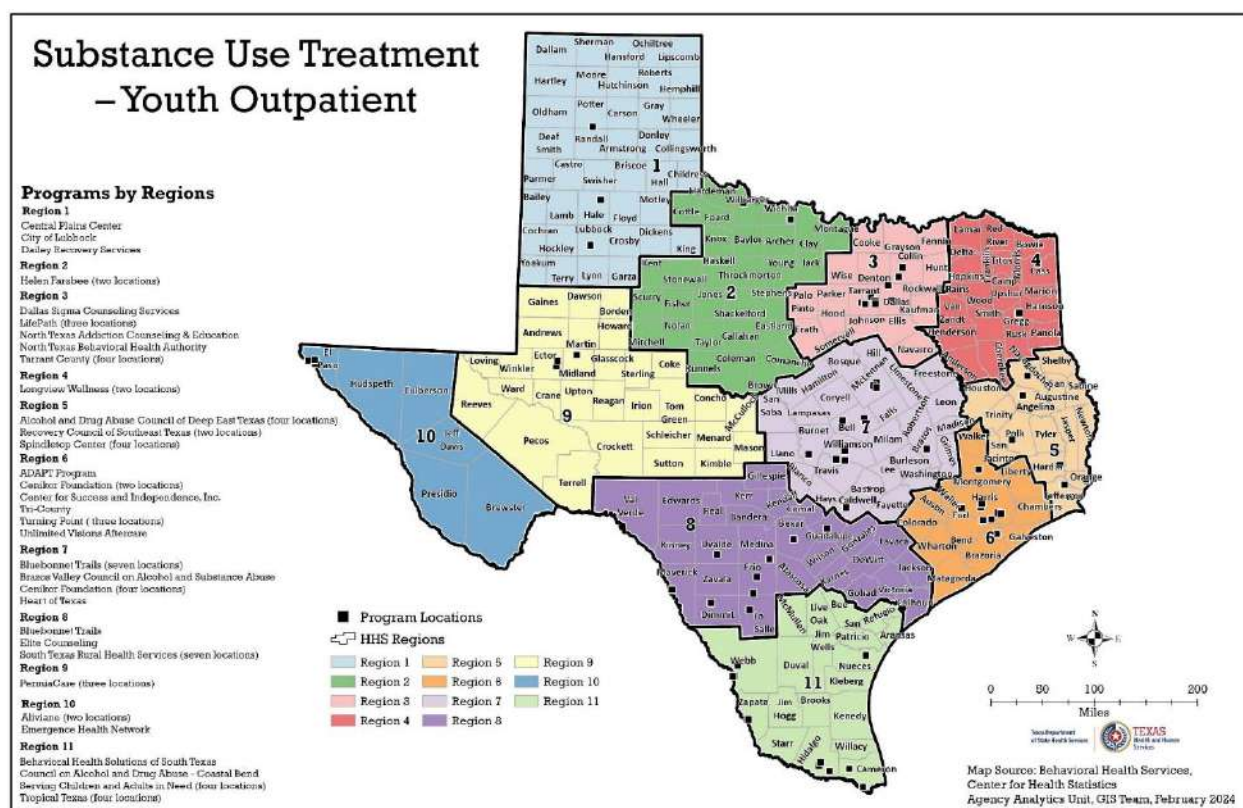 Substance Use Treatment
– Youth Outpatient
Programs by Regions
Region 1
Central Plains Center
City of Lubbock
Dailey Recovery Services
Region 2
Helen Farabee (two locations)
Region 3
Dallas Sigma Counseling Services
LifePath (three locations)
North Texas Addiction Counseling & Education
North Texas Behavioral Health Authority
Tarrant County (four locations)
Region 4
Longview Wellness (two locations)
Region 5
Alcohol and Drug Abuse Council of Deep East Texas (four locations)
Recovery Council of Southeast Texas (two locations)
Spindletop Center (four locations)
Region 6
ADAPT Program
Cenikor Foundation (two locations)
Center for Success and Independence, Inc.
Tri-County
Turning Point ( three locations)
Unlimited Visions Aftercare
Region 7
Bluebonnet Trails (seven locations)
Brazos Valley Council on Alcohol and Substance Abuse
Cenikor Foundation (four locations)
Heart of Texas
Region 8
Bluebonnet Trails
Elite Counseling
South Texas Rural Health Services (seven locations)
Region 9
PermiaCare (three locations)
Region 10
Aliviane (two locations)
Emergence Health Network
Region 11
Behavioral Health Solutions of South Texas
Council on Alcohol and Drug Abuse - Coastal Bend
Serving Children and Adults in Need (four locations)
Tropical Texas (four locations)
Dallam Sherman Hansford Ochiltree Lipscomb
Hartley Moore Hutchinson Roberts Hemphill
Oldham Potter Carson Gray Wheeler
Deaf Smith Randall Armstrong Donley Collingsworth
Parmer Castro Swisher Briscoe Hall Childress
1
Bailey Lamb Hale Floyd Motley
Cochran Hockley Lubbock Crosby Dickens King
Yoakum Terry Lynn Garza Kent
Hardeman Wilbarger Wichita
Cottle Foard Montague
Knox Baylor Archer Clay
Haskell Young Jack
Stonewall Throckmorton
Scurry Fisher Jones Stephens
2
Shackelford
Nolan Callahan Eastland
Mitchell Taylor
Runnels Coleman Comanche
Brown
Cooke Grayson Fannin
3
Collin
Wise Denton Hunt
Rockwall
Palo Pinto Parker Tarrant Dallas Kaufman
Hood Johnson Ellis
Erath Somervell Navarro
Lamar Red River Bowie
Delta Titus
4
Hopkins Franklin Morris Cass
Rains Camp Marion
Wood Upshur Harrison
Van Zandt Smith Gregg
Henderson Rusk Panola
Anderson Cherokee
Shelby
Nacogdoches
Houston San Augustine Sabine
Trinity Angelina Newton
Polk Tyler Jasper
San Jacinto
5
Hardin
Orange
Jefferson
Walker
Montgomery Liberty
Waller Harris Chambers
Austin Fort Bend
Colorado
6
Galveston
Wharton Brazoria
Matagorda
Bosque Hill Freestone
Mills Hamilton McLennan Limestone
San Saba Coryell Falls Leon
Lampasas Robertson Madison
Burnet Bell
7
Brazos Grimes
Llano Williamson Milam
Travis Burleson
Blanco Lee Washington
Hays Bastrop
Caldwell Fayette
Gillespie
Val Verde Edwards Kerr Kendall
Real Bandera Comal
8
Bexar Guadalupe
Kinney Uvalde Medina Gonzales Lavaca
Wilson DeWitt
Maverick Zavala Frio Atascosa Karnes Jackson
Goliad Victoria
Dimmit La Salle Calhoun
Gaines Dawson
Borden
Andrews Howard
Martin
Loving Ector Glasscock
Winkler Midland Sterling Coke
Ward Crane Upton Reagan Irion Tom Green Concho
Reeves
9
McCulloch
Pecos Schleicher Menard
Crockett Mason
Sutton Kimble
Terrell
El Paso
Hudspeth Culberson
10
Jeff Davis
Presidio
Brewster
McMullen Live Oak Bee Refugio
San Patricio
Aransas
Jim Wells
Webb Duval Nueces
11
Kleberg
Zapata Jim Hogg Brooks
Kenedy
Starr Hidalgo Willacy
Cameron
Program Locations
HHS Regions
Region 1 Region 5 Region 9
Region 2 Region 6 Region 10
Region 3 Region 7 Region 11
Region 4 Region 8
N
W E
S
0 50 100 200
Miles
Texas Department
of State Health Services
TEXAS
Health and Human
Services
Map Source: Behavioral Health Services,
Center for Health Statistics
Agency Analytics Unit, GIS Team, February 2024